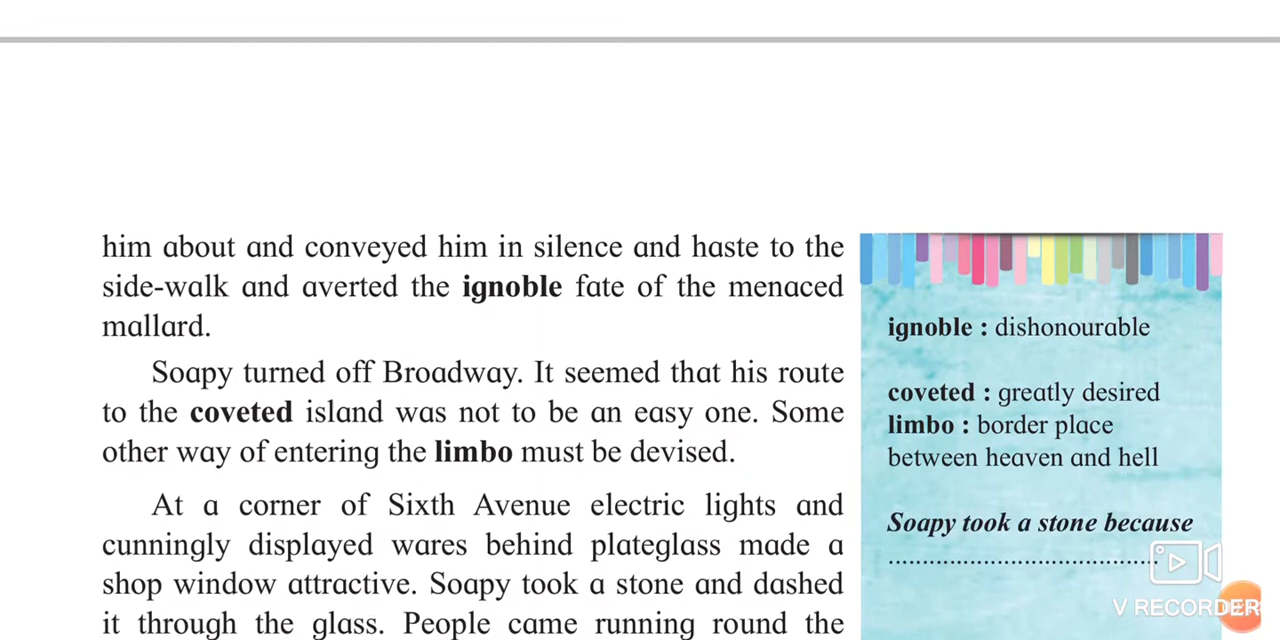 him about and conveyed him in silence and haste to the
side-walk and averted the ignoble fate of the menaced
mallard.
Soapy turned off Broadway. It seemed that his route
to the coveted island was not to be an easy one. Some
other way of entering the limbo must be devised.
At a corner of Sixth Avenue electric lights and
cunningly displayed wares behind plateglass made a
shop window attractive. Soapy took a stone and dashed
it through the glass. People came running round the
ignoble : dishonourable
coveted : greatly desired
limbo : border place
between heaven and hell
Soapy took a stone because
.......................................
V RECORDER